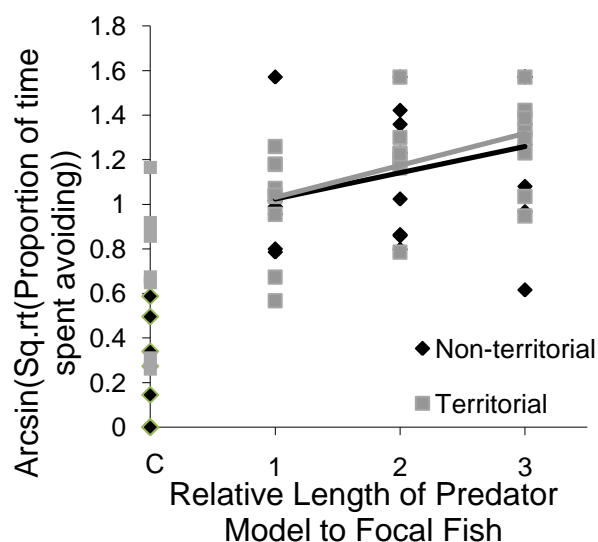 Arcsin(Sq.rt(Proportion of time
spent avoiding))
1.8
1.6
1.4
1.2
1
0.8
0.6
0.4
0.2
0
Non-territorial
Territorial
C 1 2 3
Relative Length of Predator
Model to Focal Fish